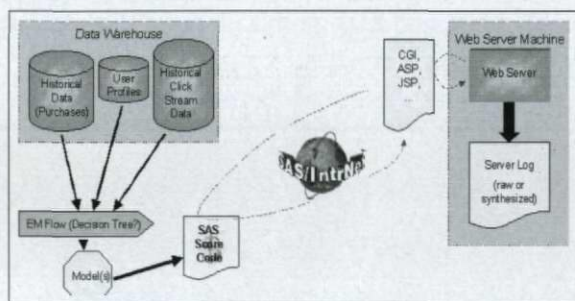 Data Warehouse
Historical
Data
(Purchases)
User
Profiles
Historical
Click
Stream
Data
EM Flow (Decision Tree?)
Model(s)
SAS
Score
Code
SAS/IntrNet
CGI,
ASP,
JSP,
...
Web Server Machine
Web Server
Server Log
(raw or
synthesized)